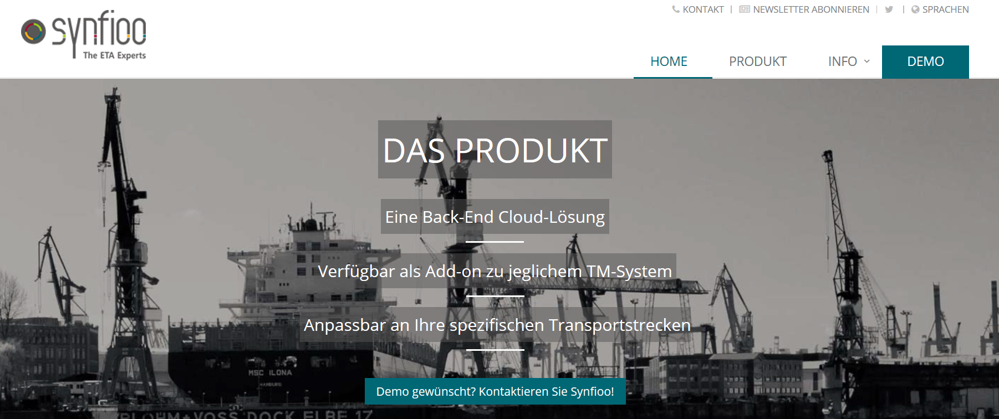 synfioo
The ETA Experts
KONTAKT
NEWSLETTER ABONNIEREN
SPRACHEN
HOME
PRODUKT
INFO
DEMO
DAS PRODUKT
Eine Back-End Cloud-Lösung
Verfügbar als Add-on zu jeglichem TM-System
Anpassbar an Ihre spezifischen Transportstrecken
MSC ILONA
HAMBURG
Demo gewünscht? Kontaktieren Sie Synfioo!
BLOHM+VOSS DOCK ELBE 17